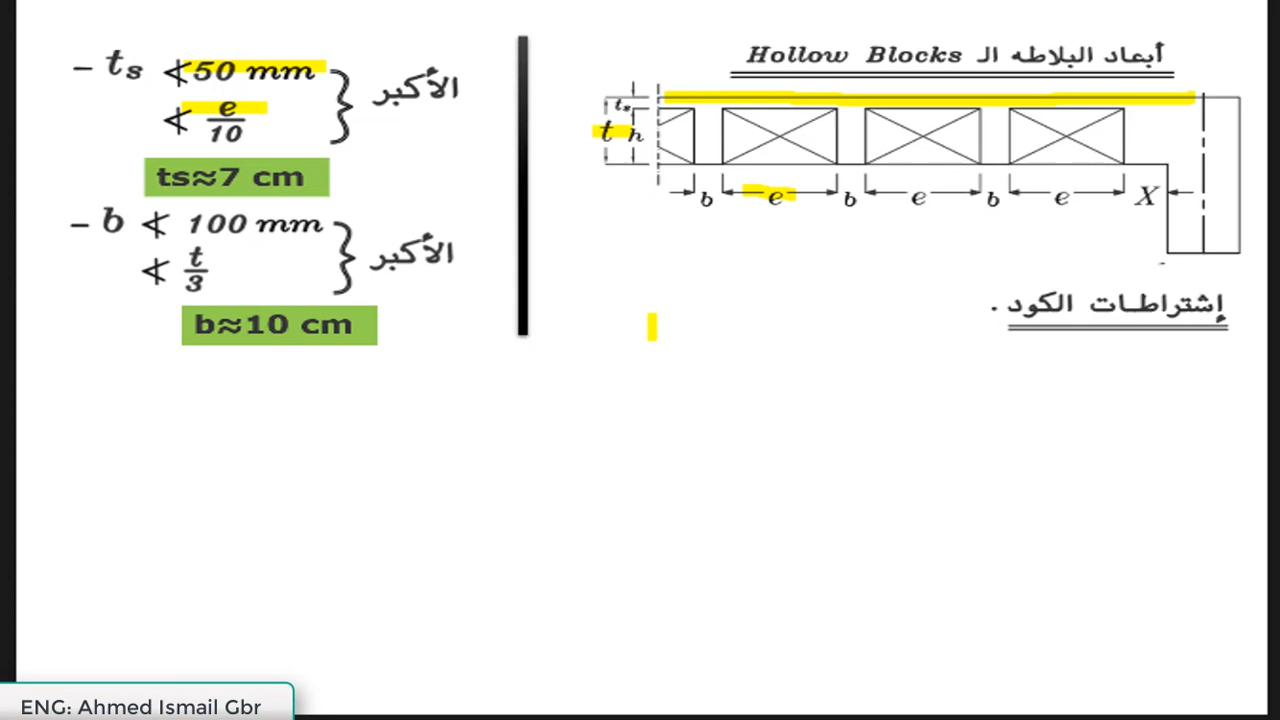 أبعاد البلاطه الـ Hollow Blocks
- ts ≮ 50 mm
≮ e/10
الأكبر
ts≈7 cm
- b ≮ 100 mm
≮ t/3
الأكبر
b≈10 cm
ts
t h
b e b e b e X
إشتراطات الكود .
ENG: Ahmed Ismail Gbr